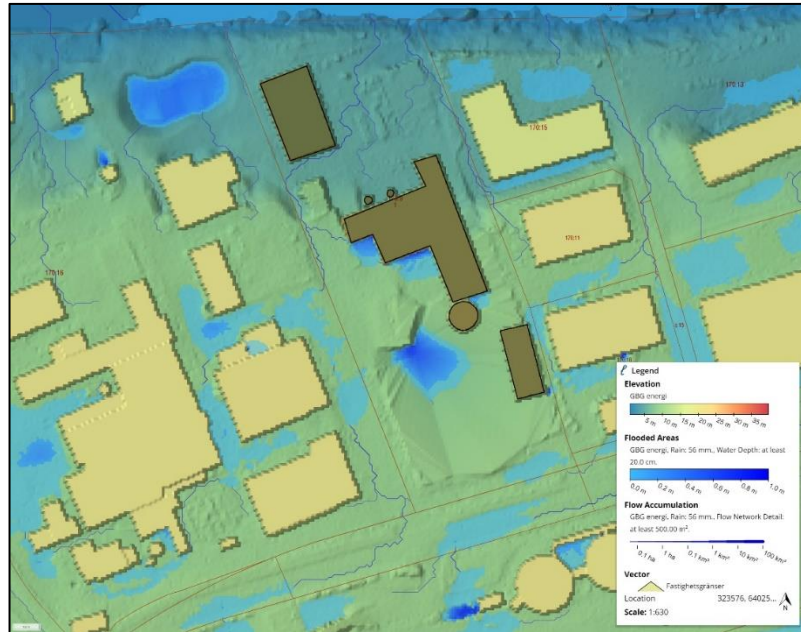 170:13
170:15
170:11
170:16
Legend
Elevation
GBG energi
5 m 10 m 15 m 20 m 25 m 30 m 35 m
Flooded Areas
GBG energi, Rain: 56 mm., Water Depth: at least
20.0 cm.
0.0 m 0.2 m 0.4 m 0.6 m 0.8 m 1.0 m
Flow Accumulation
GBG energi, Rain: 56 mm., Flow Network Detail:
at least 500.00 m².
0.1 ha 1 ha 0.1 km² 1 km² 10 km² 100 km²
Vector
Fastighetsgränser
Location 323576, 64025...
Scale: 1:630
N